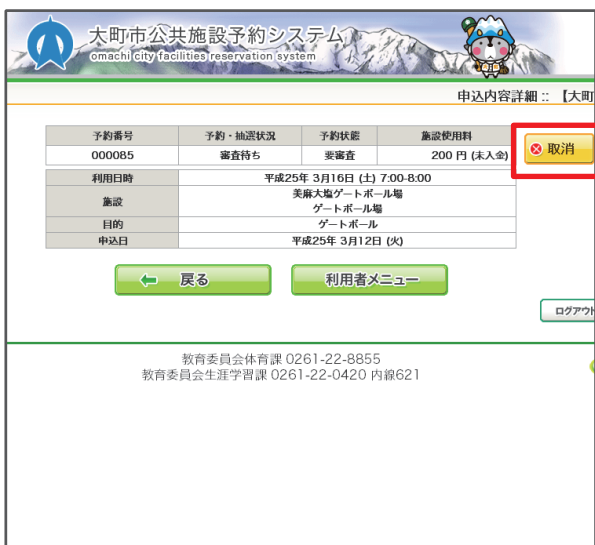 大町市公共施設予約システム
omachi city facilities reservation system
申込内容詳細 :: 【大町
予約番号 予約・抽選状況 予約状態 施設使用料
000085 審査待ち 要審査 200 円 (未入金)
取消
利用日時 平成25年 3月16日 (土) 7:00-8:00
施設 美麻大塩ゲートボール場
ゲートボール場
目的 ゲートボール
申込日 平成25年 3月12日 (火)
戻る 利用者メニュー
ログアウト
教育委員会体育課 0261-22-8855
教育委員会生涯学習課 0261-22-0420 内線621